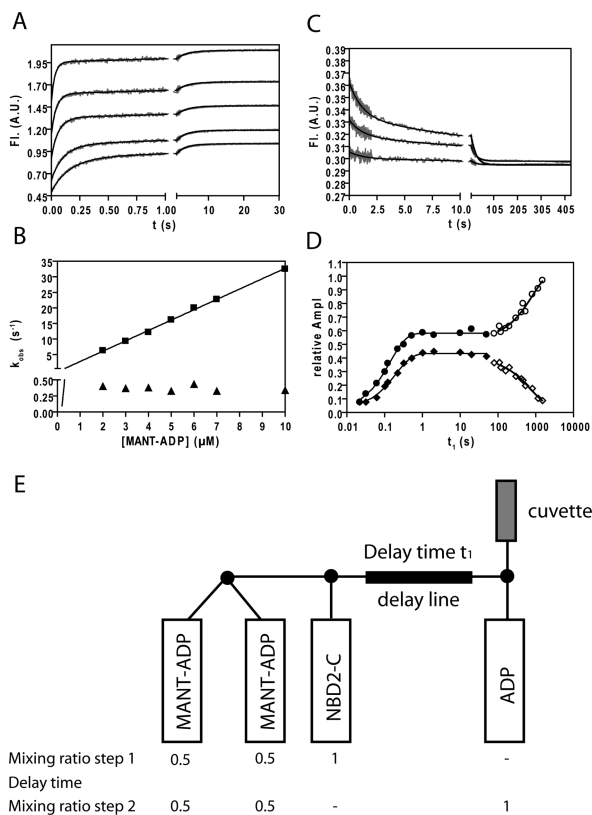 A
Fl. (A.U.)
1.95
1.70
1.45
1.20
0.95
0.70
0.45
0.00 0.25 0.50 0.75 1.00 10 20 30
t (s)
C
Fl. (A.U.)
0.39
0.38
0.37
0.36
0.35
0.34
0.33
0.32
0.31
0.30
0.29
0.28
0.27
0.0 2.5 5.0 7.5 10.0 105 205 305 405
t (s)
B
kobs (s-1)
35
30
25
20
15
10
5
0.50
0.25
0.00
0 1 2 3 4 5 6 7 8 9 10
[MANT-ADP] (µM)
D
relative Ampl
1.1
1.0
0.9
0.8
0.7
0.6
0.5
0.4
0.3
0.2
0.1
0.0
0.01 0.1 1 10 100 1000 10000
t1 (s)
E
cuvette
Delay time t1
delay line
MANT-ADP
MANT-ADP
NBD2-C
ADP
Mixing ratio step 1 0.5 0.5 1 -
Delay time
Mixing ratio step 2 0.5 0.5 - 1